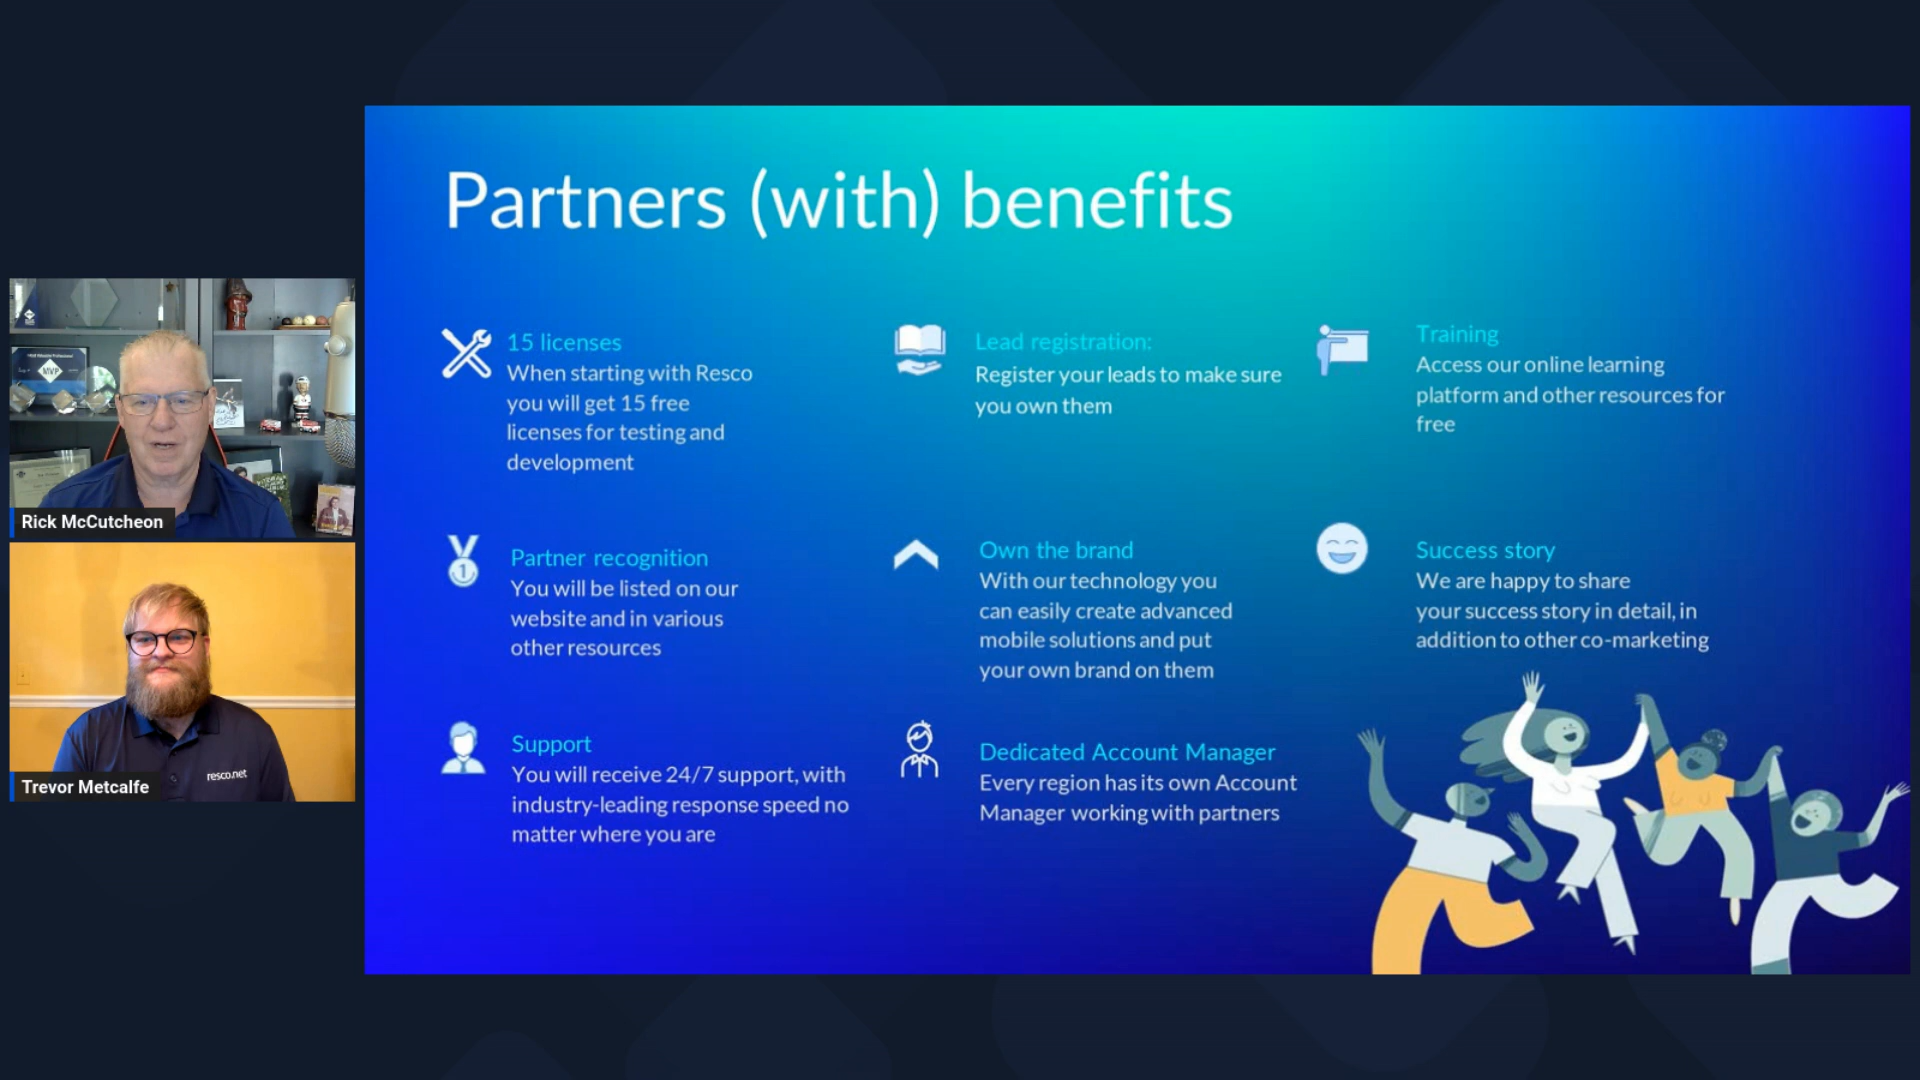 Partners (with) benefits
15 licenses
When starting with Resco
you will get 15 free
licenses for testing and
development
Lead registration:
Register your leads to make sure
you own them
Training
Access our online learning
platform and other resources for
free
Partner recognition
You will be listed on our
website and in various
other resources
Own the brand
With our technology you
can easily create advanced
mobile solutions and put
your own brand on them
Success story
We are happy to share
your success story in detail, in
addition to other co-marketing
Support
You will receive 24/7 support, with
industry-leading response speed no
matter where you are
Dedicated Account Manager
Every region has its own Account
Manager working with partners
MVP
Rick McCutcheon
resco.net
Trevor Metcalfe
1